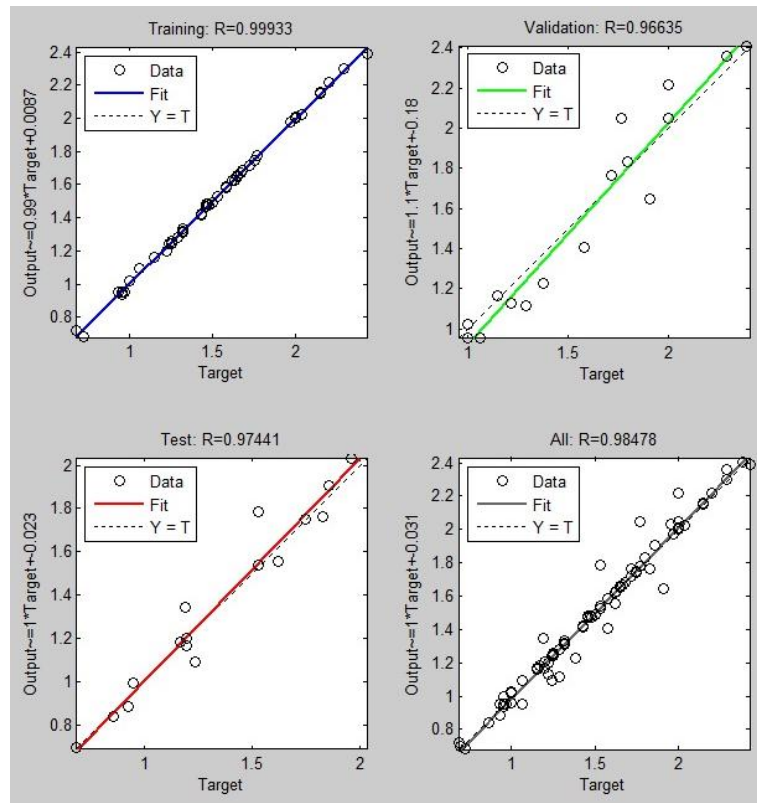 Training: R=0.99933
Output~=0.99*Target+0.0087
2.4
2.2
2
1.8
1.6
1.4
1.2
1
0.8
Data
Fit
Y = T
1
1.5
2
Target
Validation: R=0.96635
Output~=1.1*Target+-0.18
2.4
2.2
2
1.8
1.6
1.4
1.2
1
Data
Fit
Y = T
1
1.5
2
Target
Test: R=0.97441
Output~=1*Target+-0.023
2
1.8
1.6
1.4
1.2
1
0.8
Data
Fit
Y = T
1
1.5
2
Target
All: R=0.98478
Output~=1*Target+-0.031
2.4
2.2
2
1.8
1.6
1.4
1.2
1
0.8
Data
Fit
Y = T
1
1.5
2
Target